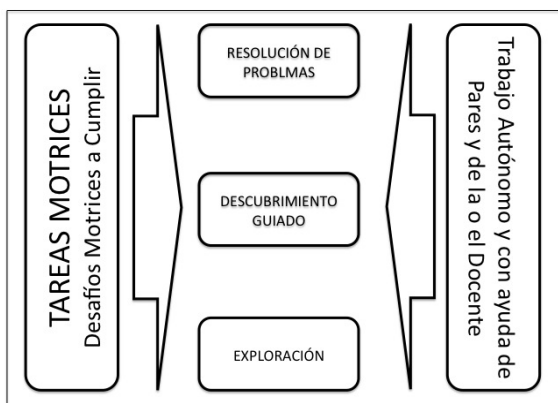 TAREAS MOTRICES
Desafíos Motrices a Cumplir
RESOLUCIÓN DE
PROBLMAS
DESCUBRIMIENTO
GUIADO
EXPLORACIÓN
Trabajo Autónomo y con ayuda de
Pares y de la o el Docente